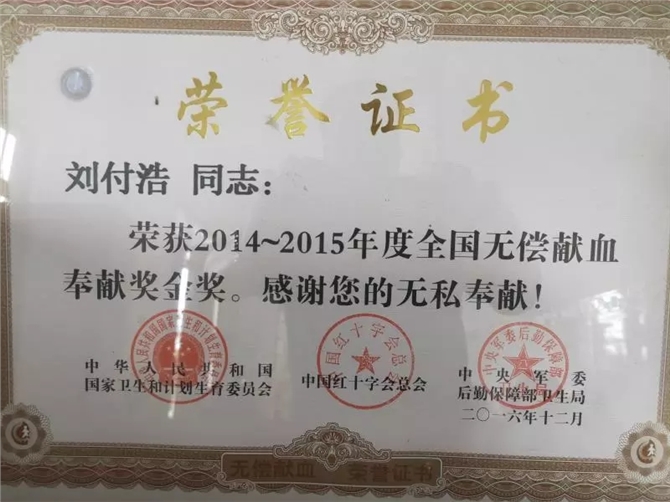 荣誉证书
刘付浩 同志：
荣获2014~2015年度全国无偿献血
奉献奖金奖。感谢您的无私奉献！
中华人民共和国
国家卫生和计划生育委员会
中国红十字会总会
中央军委
后勤保障部卫生局
二〇一六年十二月
无偿献血 荣誉证书